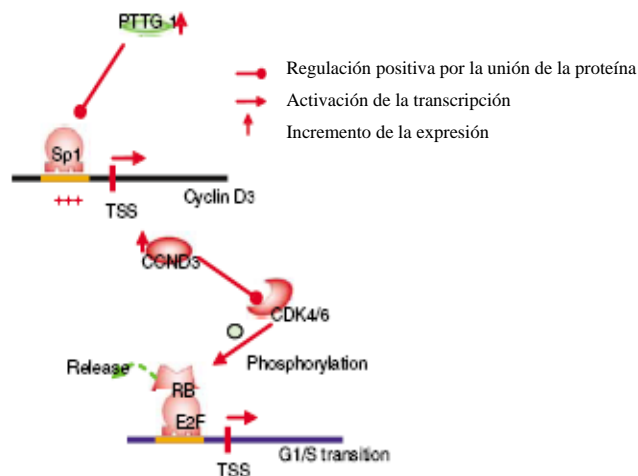 PTTG 1
Regulación positiva por la unión de la proteína
Activación de la transcripción
Incremento de la expresión
Sp1
+++
TSS
Cyclin D3
CCND3
CDK4/6
Phosphorylation
Release
RB
E2F
TSS
G1/S transition